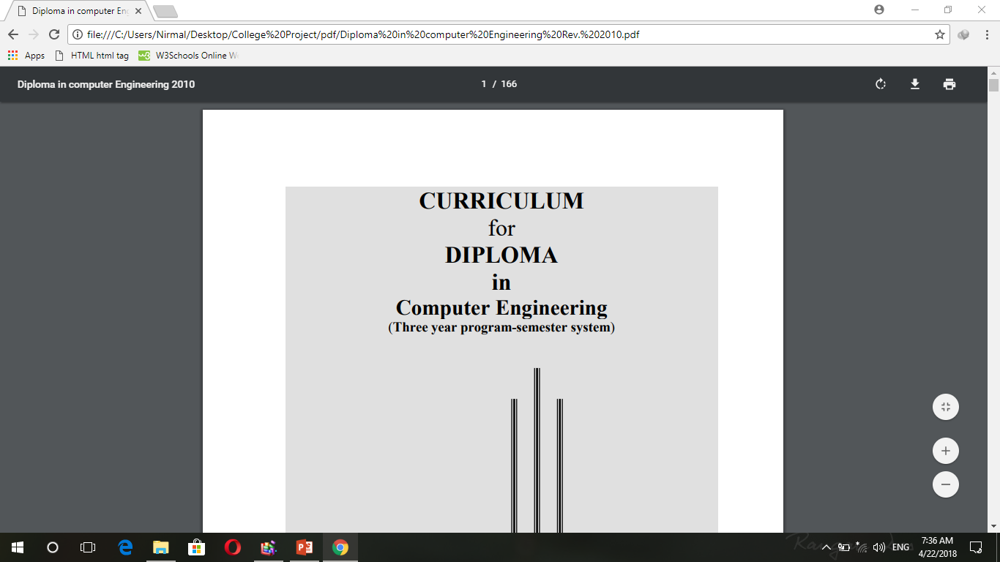 Diploma in computer En
file:///C:/Users/Nirmal/Desktop/College%20Project/pdf/Diploma%20in%20computer%20Engineering%20Rev.%202010.pdf
Apps HTML html tag W3Schools Online W
Diploma in computer Engineering 2010 1 / 166
CURRICULUM
for
DIPLOMA
in
Computer Engineering
(Three year program-semester system)
ENG
7:36 AM
4/22/2018